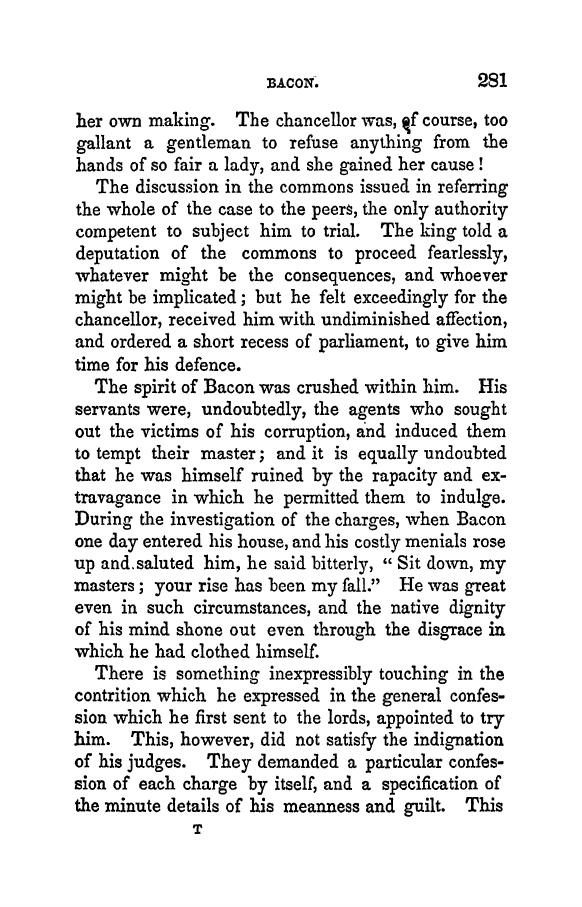 BACON. 281
her own making. The chancellor was, of course, too
gallant a gentleman to refuse anything from the
hands of so fair a lady, and she gained her cause !
The discussion in the commons issued in referring
the whole of the case to the peers, the only authority
competent to subject him to trial. The king told a
deputation of the commons to proceed fearlessly,
whatever might be the consequences, and whoever
might be implicated ; but he felt exceedingly for the
chancellor, received him with undiminished affection,
and ordered a short recess of parliament, to give him
time for his defence.
The spirit of Bacon was crushed within him. His
servants were, undoubtedly, the agents who sought
out the victims of his corruption, and induced them
to tempt their master ; and it is equally undoubted
that he was himself ruined by the rapacity and ex-
travagance in which he permitted them to indulge.
During the investigation of the charges, when Bacon
one day entered his house, and his costly menials rose
up and saluted him, he said bitterly, “ Sit down, my
masters ; your rise has been my fall.” He was great
even in such circumstances, and the native dignity
of his mind shone out even through the disgrace in
which he had clothed himself.
There is something inexpressibly touching in the
contrition which he expressed in the general confes-
sion which he first sent to the lords, appointed to try
him. This, however, did not satisfy the indignation
of his judges. They demanded a particular confes-
sion of each charge by itself, and a specification of
the minute details of his meanness and guilt. This
T